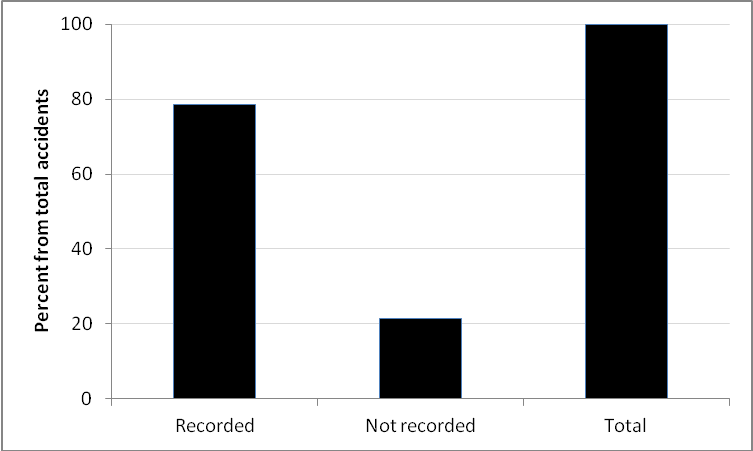 Percent from total accidents
100
80
60
40
20
0
Recorded
Not recorded
Total